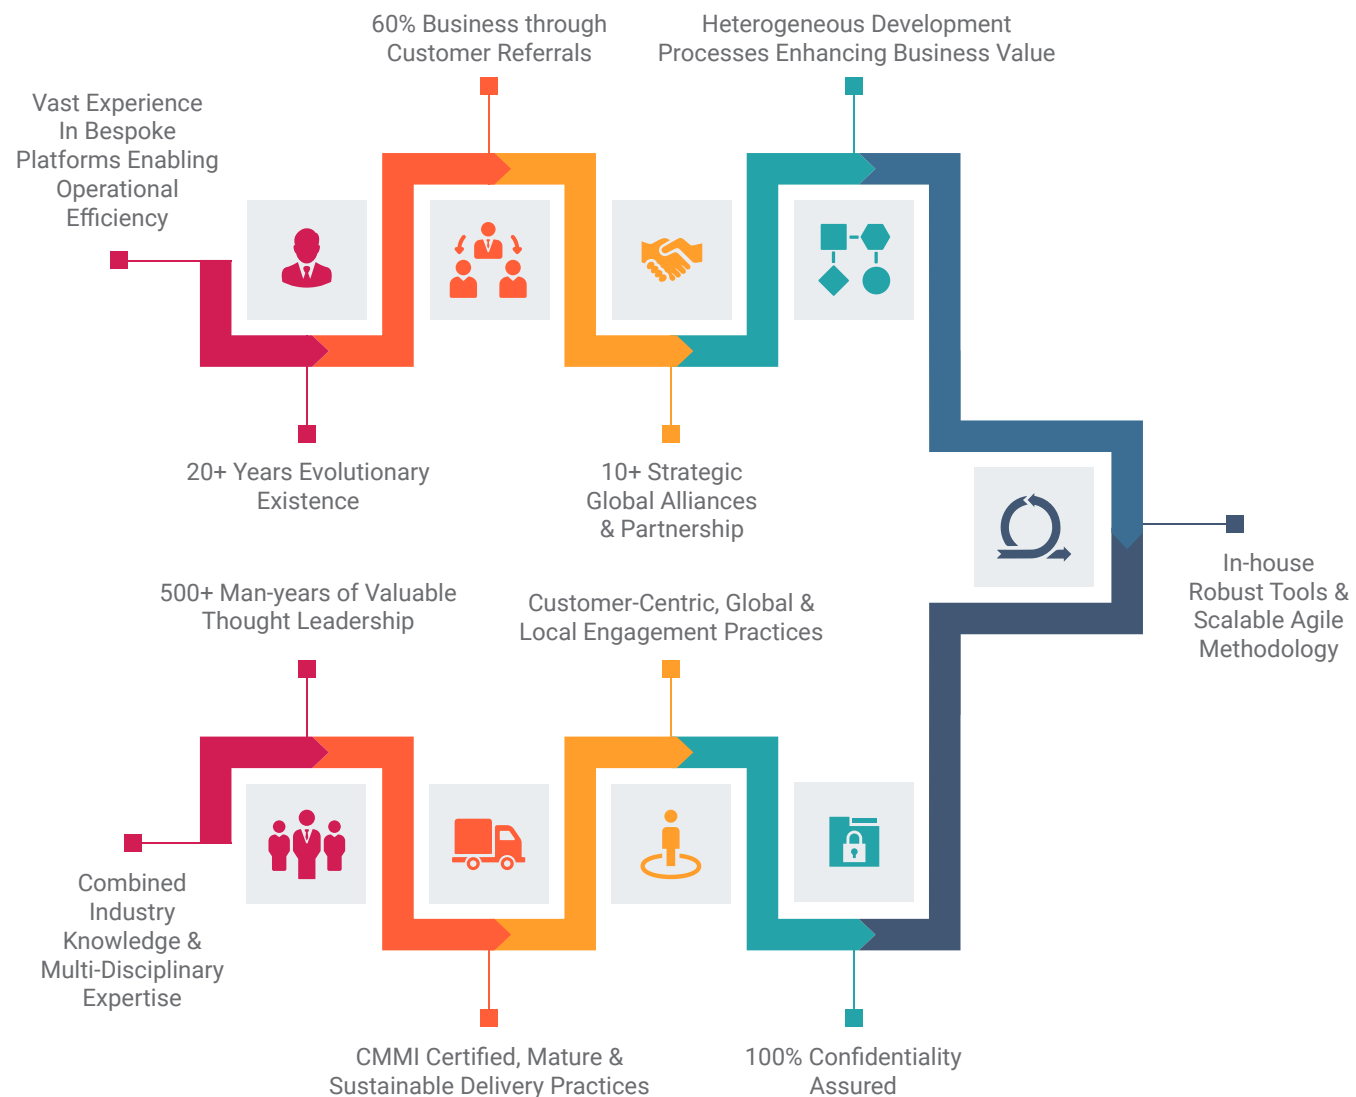 60% Business through
Customer Referrals
Heterogeneous Development
Processes Enhancing Business Value
Vast Experience
In Bespoke
Platforms Enabling
Operational
Efficiency
20+ Years Evolutionary
Existence
10+ Strategic
Global Alliances
& Partnership
In-house
Robust Tools &
Scalable Agile
Methodology
500+ Man-years of Valuable
Thought Leadership
Customer-Centric, Global &
Local Engagement Practices
Combined
Industry
Knowledge &
Multi-Disciplinary
Expertise
CMMI Certified, Mature &
Sustainable Delivery Practices
100% Confidentiality
Assured